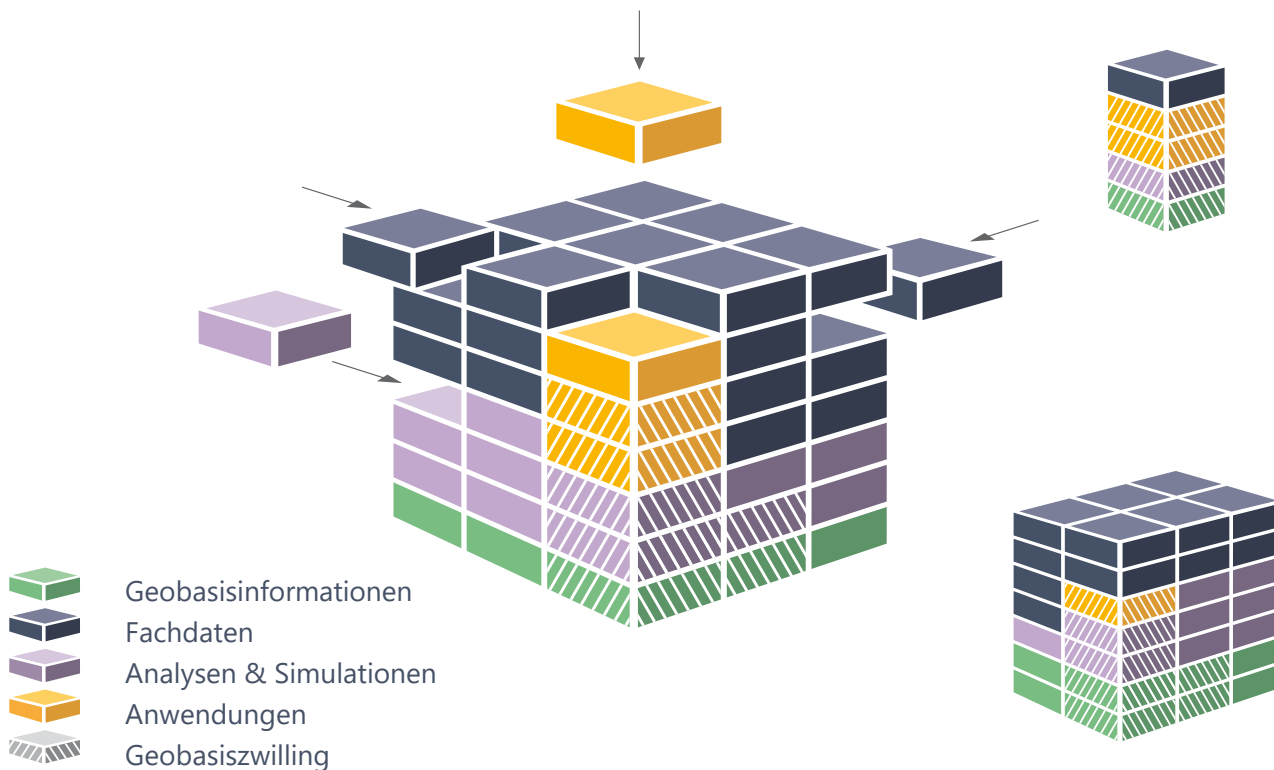 Geobasisinformationen
Fachdaten
Analysen & Simulationen
Anwendungen
Geobasiszwilling